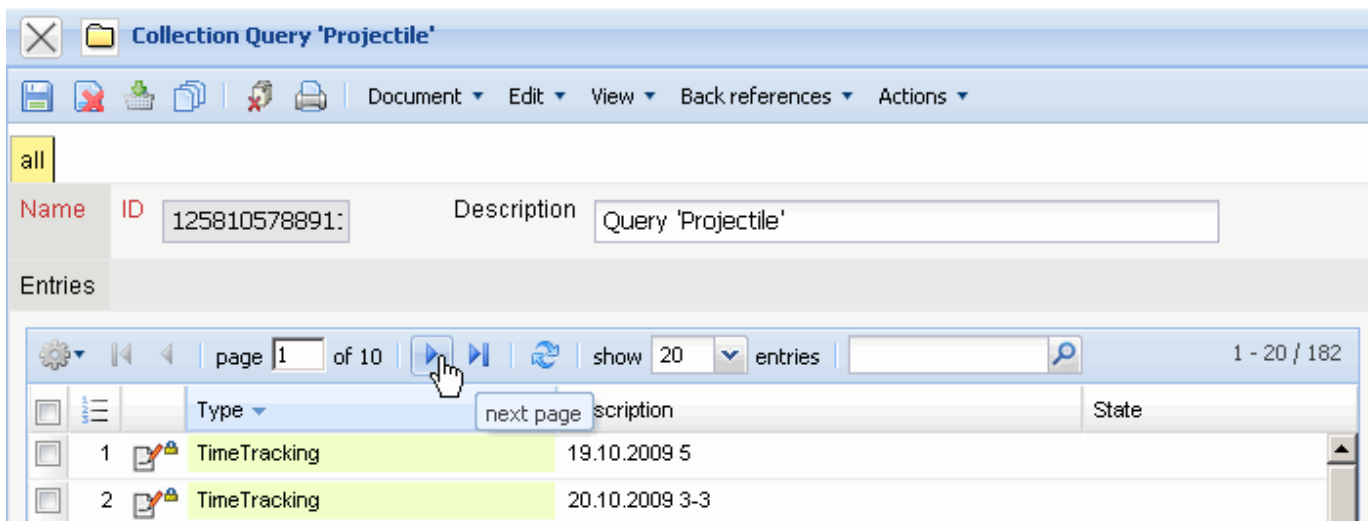 Collection Query 'Projectile'
Document Edit View Back references Actions
all
Name ID 125810578891: Description Query 'Projectile'
Entries
page 1 of 10 show 20 entries 1 - 20 / 182
Type next page scription State
1 TimeTracking 19.10.2009 5
2 TimeTracking 20.10.2009 3-3